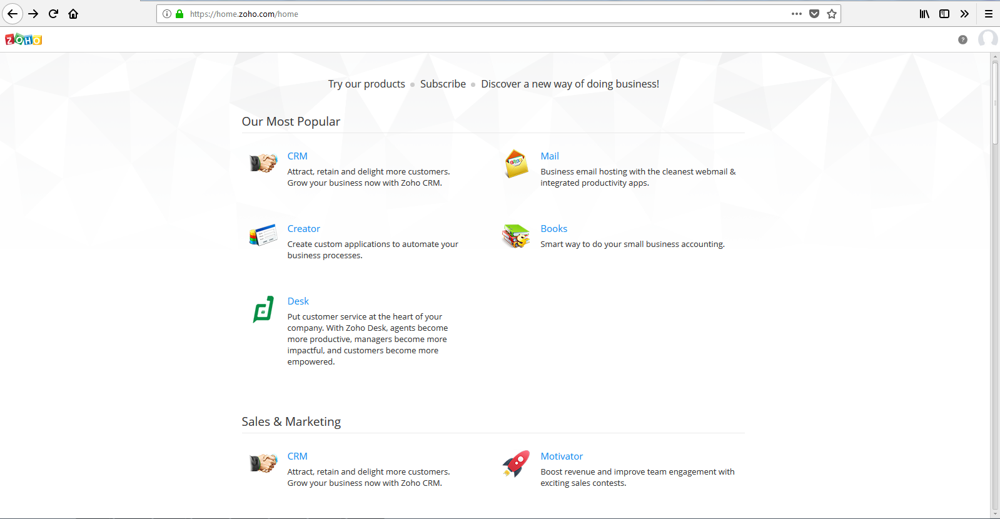 https://home.zoho.com/home
ZOHO
?
Try our products • Subscribe • Discover a new way of doing business!
Our Most Popular
CRM
Attract, retain and delight more customers.
Grow your business now with Zoho CRM.
Mail
Business email hosting with the cleanest webmail &
integrated productivity apps.
Creator
Create custom applications to automate your
business processes.
Books
Smart way to do your small business accounting.
Desk
Put customer service at the heart of your
company. With Zoho Desk, agents become
more productive, managers become more
impactful, and customers become more
empowered.
Sales & Marketing
CRM
Attract, retain and delight more customers.
Grow your business now with Zoho CRM.
Motivator
Boost revenue and improve team engagement with
exciting sales contests.